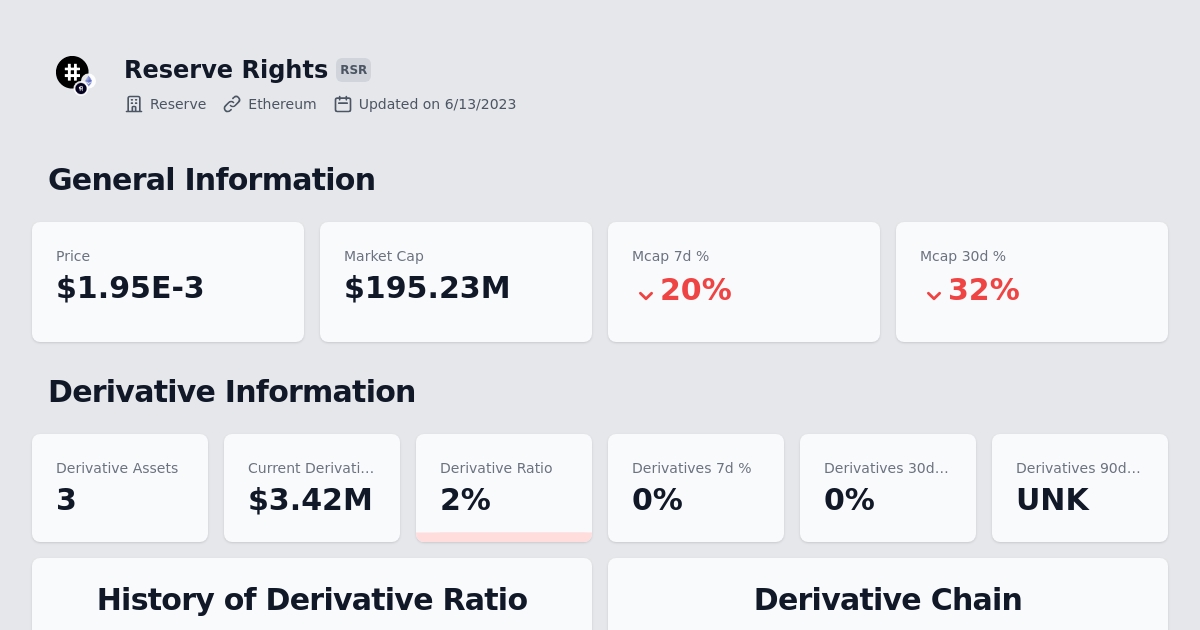 Reserve Rights RSR
Reserve Ethereum Updated on 6/13/2023
General Information
Price
$1.95E-3
Market Cap
$195.23M
Mcap 7d %
20%
Mcap 30d %
32%
Derivative Information
Derivative Assets
3
Current Derivati...
$3.42M
Derivative Ratio
2%
Derivatives 7d %
0%
Derivatives 30d...
0%
Derivatives 90d...
UNK
History of Derivative Ratio
Derivative Chain